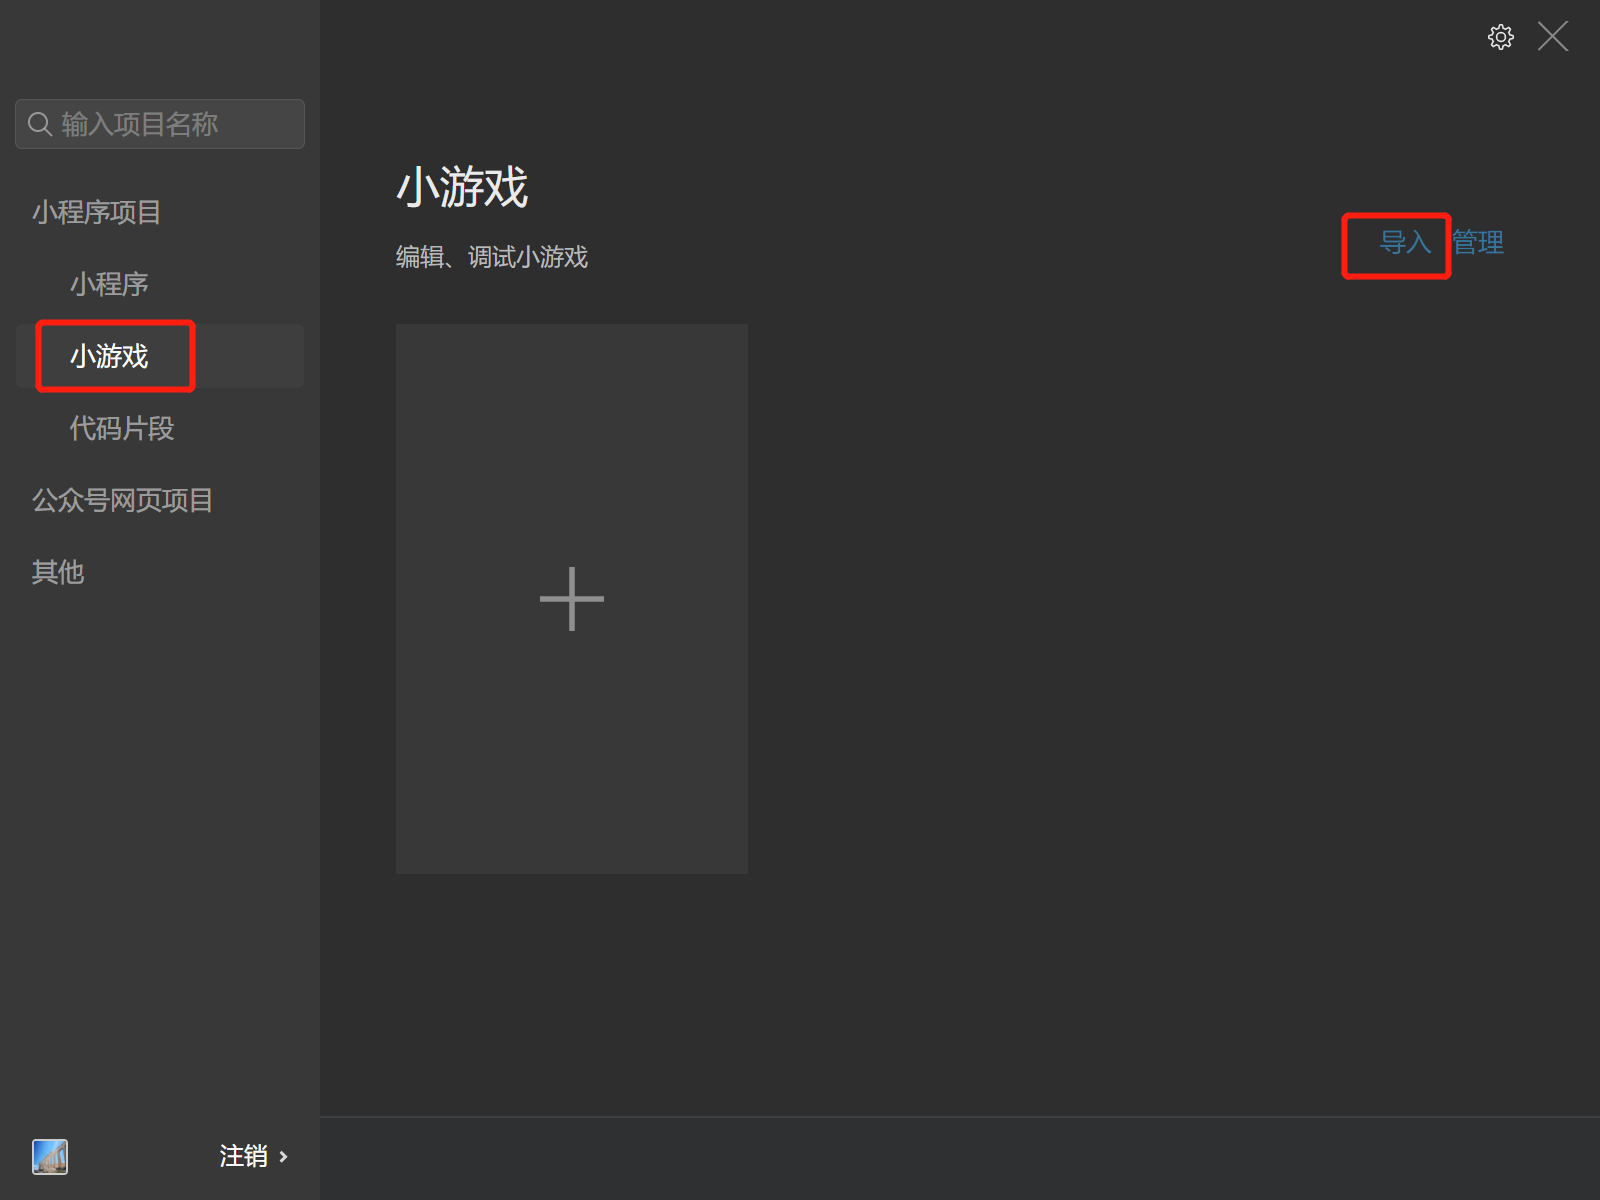 输入项目名称
小程序项目
小程序
小游戏
代码片段
公众号网页项目
其他
注销
小游戏
编辑、调试小游戏
导入 管理